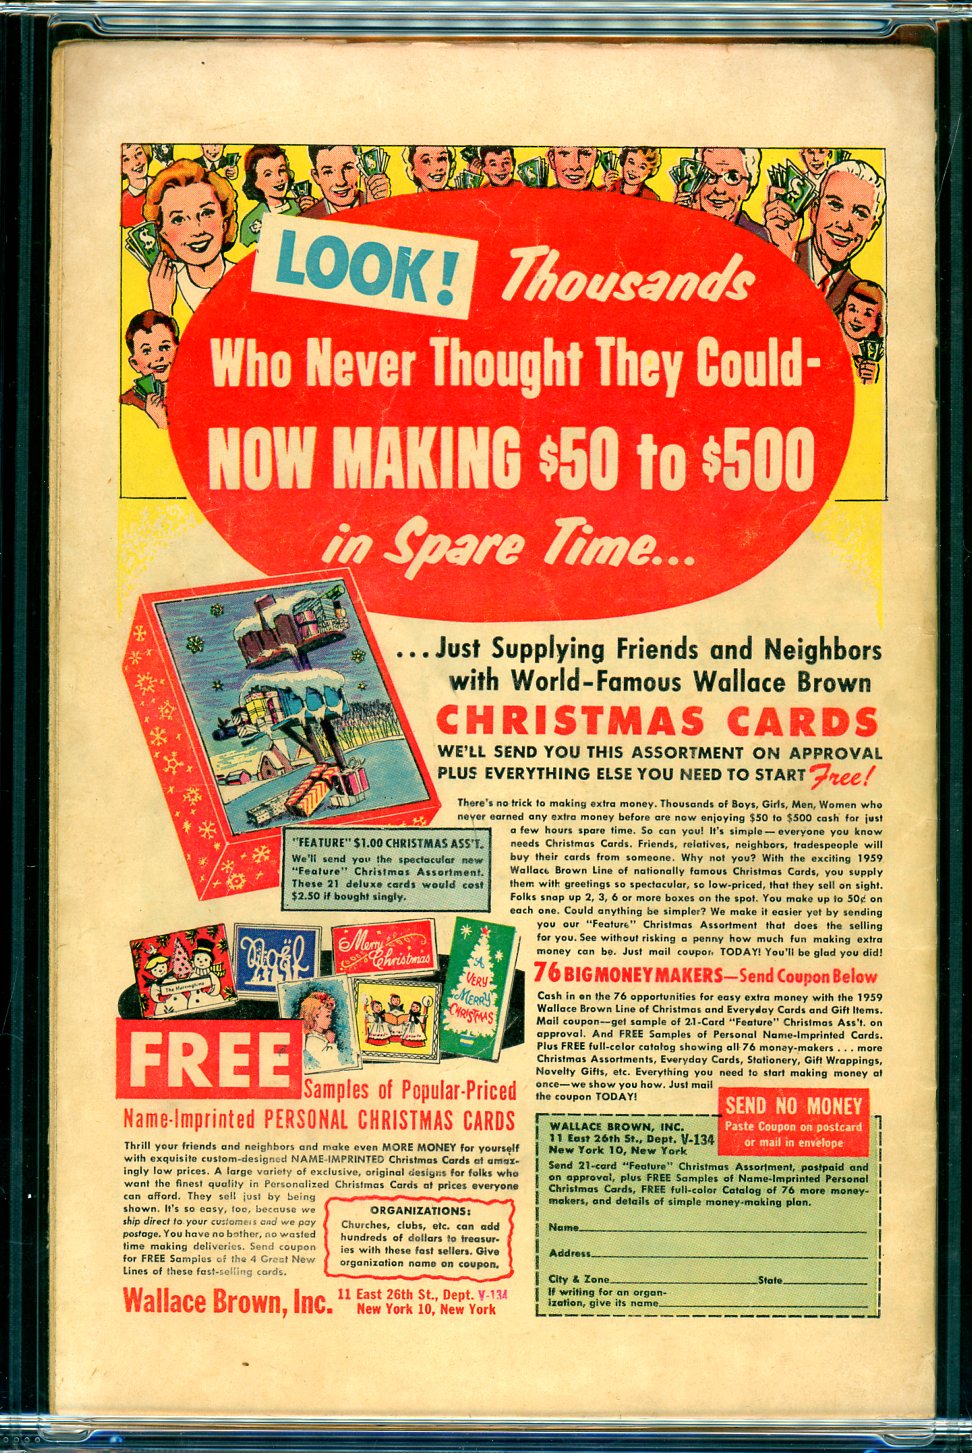 LOOK! Thousands
Who Never Thought They Could-
NOW MAKING $50 to $500
in Spare Time...
...Just Supplying Friends and Neighbors
with World-Famous Wallace Brown
CHRISTMAS CARDS
WE'LL SEND YOU THIS ASSORTMENT ON APPROVAL
PLUS EVERYTHING ELSE YOU NEED TO START Free!
There's no trick to making extra money. Thousands of Boys, Girls, Men, Women who
never earned any extra money before are now enjoying $50 to $500 cash for just
a few hours spare time. So can you! It's simple — everyone you know
needs Christmas Cards. Friends, relatives, neighbors, tradespeople will
buy their cards from someone. Why not you? With the exciting 1959
Wallace Brown Line of nationally famous Christmas Cards, you supply
them with greetings so spectacular, so low-priced, that they sell on sight.
Folks snap up 2, 3, 6 or more boxes on the spot. You make up to 50¢ on
each one. Could anything be simpler? We make it easier yet by sending
you our "Feature" Christmas Assortment that does the selling
for you. See without risking a penny how much fun making extra
money can be. Just mail coupon TODAY! You'll be glad you did!
"FEATURE" $1.00 CHRISTMAS ASS'T.
We'll send you the spectacular new
"Feature" Christmas Assortment.
These 21 deluxe cards would cost
$2.50 if bought singly.
76 BIG MONEY MAKERS—Send Coupon Below
Cash in on the 76 opportunities for easy extra money with the 1959
Wallace Brown Line of Christmas and Everyday Cards and Gift Items.
Mail coupon—get sample of 21-Card "Feature" Christmas Ass't. on
approval. And FREE Samples of Personal Name-Imprinted Cards.
Plus FREE full-color catalog showing all 76 money-makers . . . more
Christmas Assortments, Everyday Cards, Stationery, Gift Wrappings,
Novelty Gifts, etc. Everything you need to start making money at
once—we show you how. Just mail
the coupon TODAY!
Noël
Merry
Christmas
A
VERY
MERRY
CHRISTMAS
FREE
Samples of Popular-Priced
Name-Imprinted PERSONAL CHRISTMAS CARDS
Thrill your friends and neighbors and make even MORE MONEY for yourself
with exquisite custom-designed NAME-IMPRINTED Christmas Cards at amaz-
ingly low prices. A large variety of exclusive, original designs for folks who
want the finest quality in Personalized Christmas Cards at prices everyone
can afford. They sell just by being
shown. It's so easy, too, because we
ship direct to your customers and we pay
postage. You have no bother, no wasted
time making deliveries. Send coupon
for FREE Samples of the 4 Great New
Lines of these fast-selling cards.
ORGANIZATIONS:
Churches, clubs, etc. can add
hundreds of dollars to treasur-
ies with these fast sellers. Give
organization name on coupon.
Wallace Brown, Inc. 11 East 26th St., Dept. V-134
New York 10, New York
SEND NO MONEY
Paste Coupon on postcard
or mail in envelope
WALLACE BROWN, INC.
11 East 26th St., Dept. V-134
New York 10, New York
Send 21-card "Feature" Christmas Assortment, postpaid and
on approval, plus FREE Samples of Name-Imprinted Personal
Christmas Cards, FREE full-color Catalog of 76 more money-
makers, and details of simple money-making plan.
Name
Address
City & Zone State
If writing for an organ-
ization, give its name